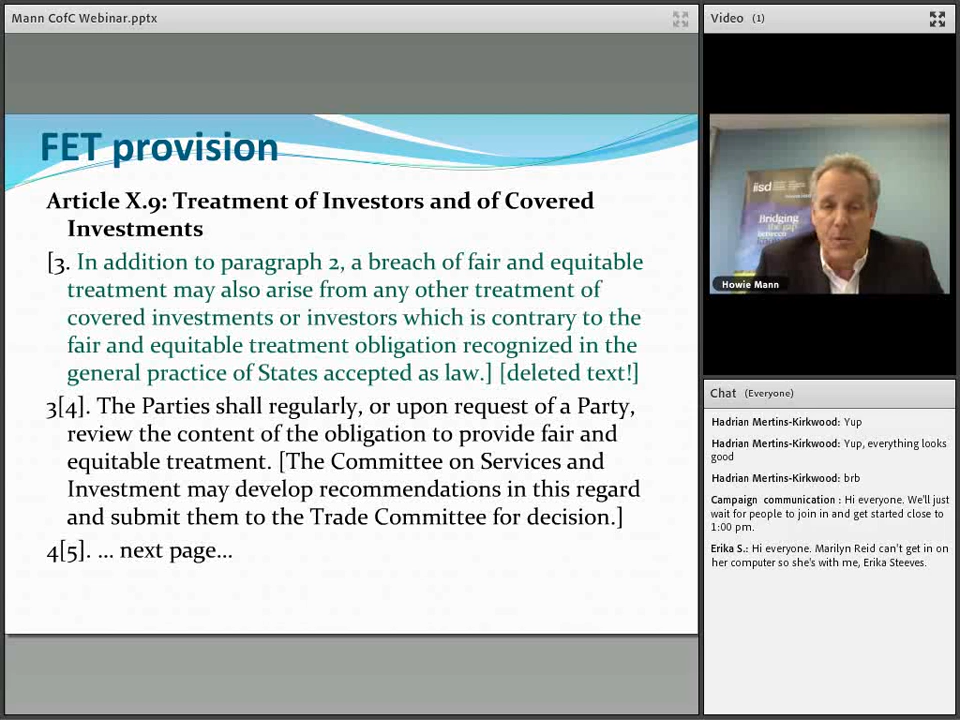 Mann CofC Webinar.pptx
FET provision
Article X.9: Treatment of Investors and of Covered
Investments
[3. In addition to paragraph 2, a breach of fair and equitable
treatment may also arise from any other treatment of
covered investments or investors which is contrary to the
fair and equitable treatment obligation recognized in the
general practice of States accepted as law.] [deleted text!]
3[4]. The Parties shall regularly, or upon request of a Party,
review the content of the obligation to provide fair and
equitable treatment. [The Committee on Services and
Investment may develop recommendations in this regard
and submit them to the Trade Committee for decision.]
4[5]. ... next page...
Video (1)
iisd
Bridging
the gap
between
Howie Mann
Chat (Everyone)
Hadrian Mertins-Kirkwood: Yup
Hadrian Mertins-Kirkwood: Yup, everything looks
good
Hadrian Mertins-Kirkwood: brb
Campaign communication : Hi everyone. We'll just
wait for people to join in and get started close to
1:00 pm.
Erika S.: Hi everyone. Marilyn Reid can't get in on
her computer so she's with me, Erika Steeves.